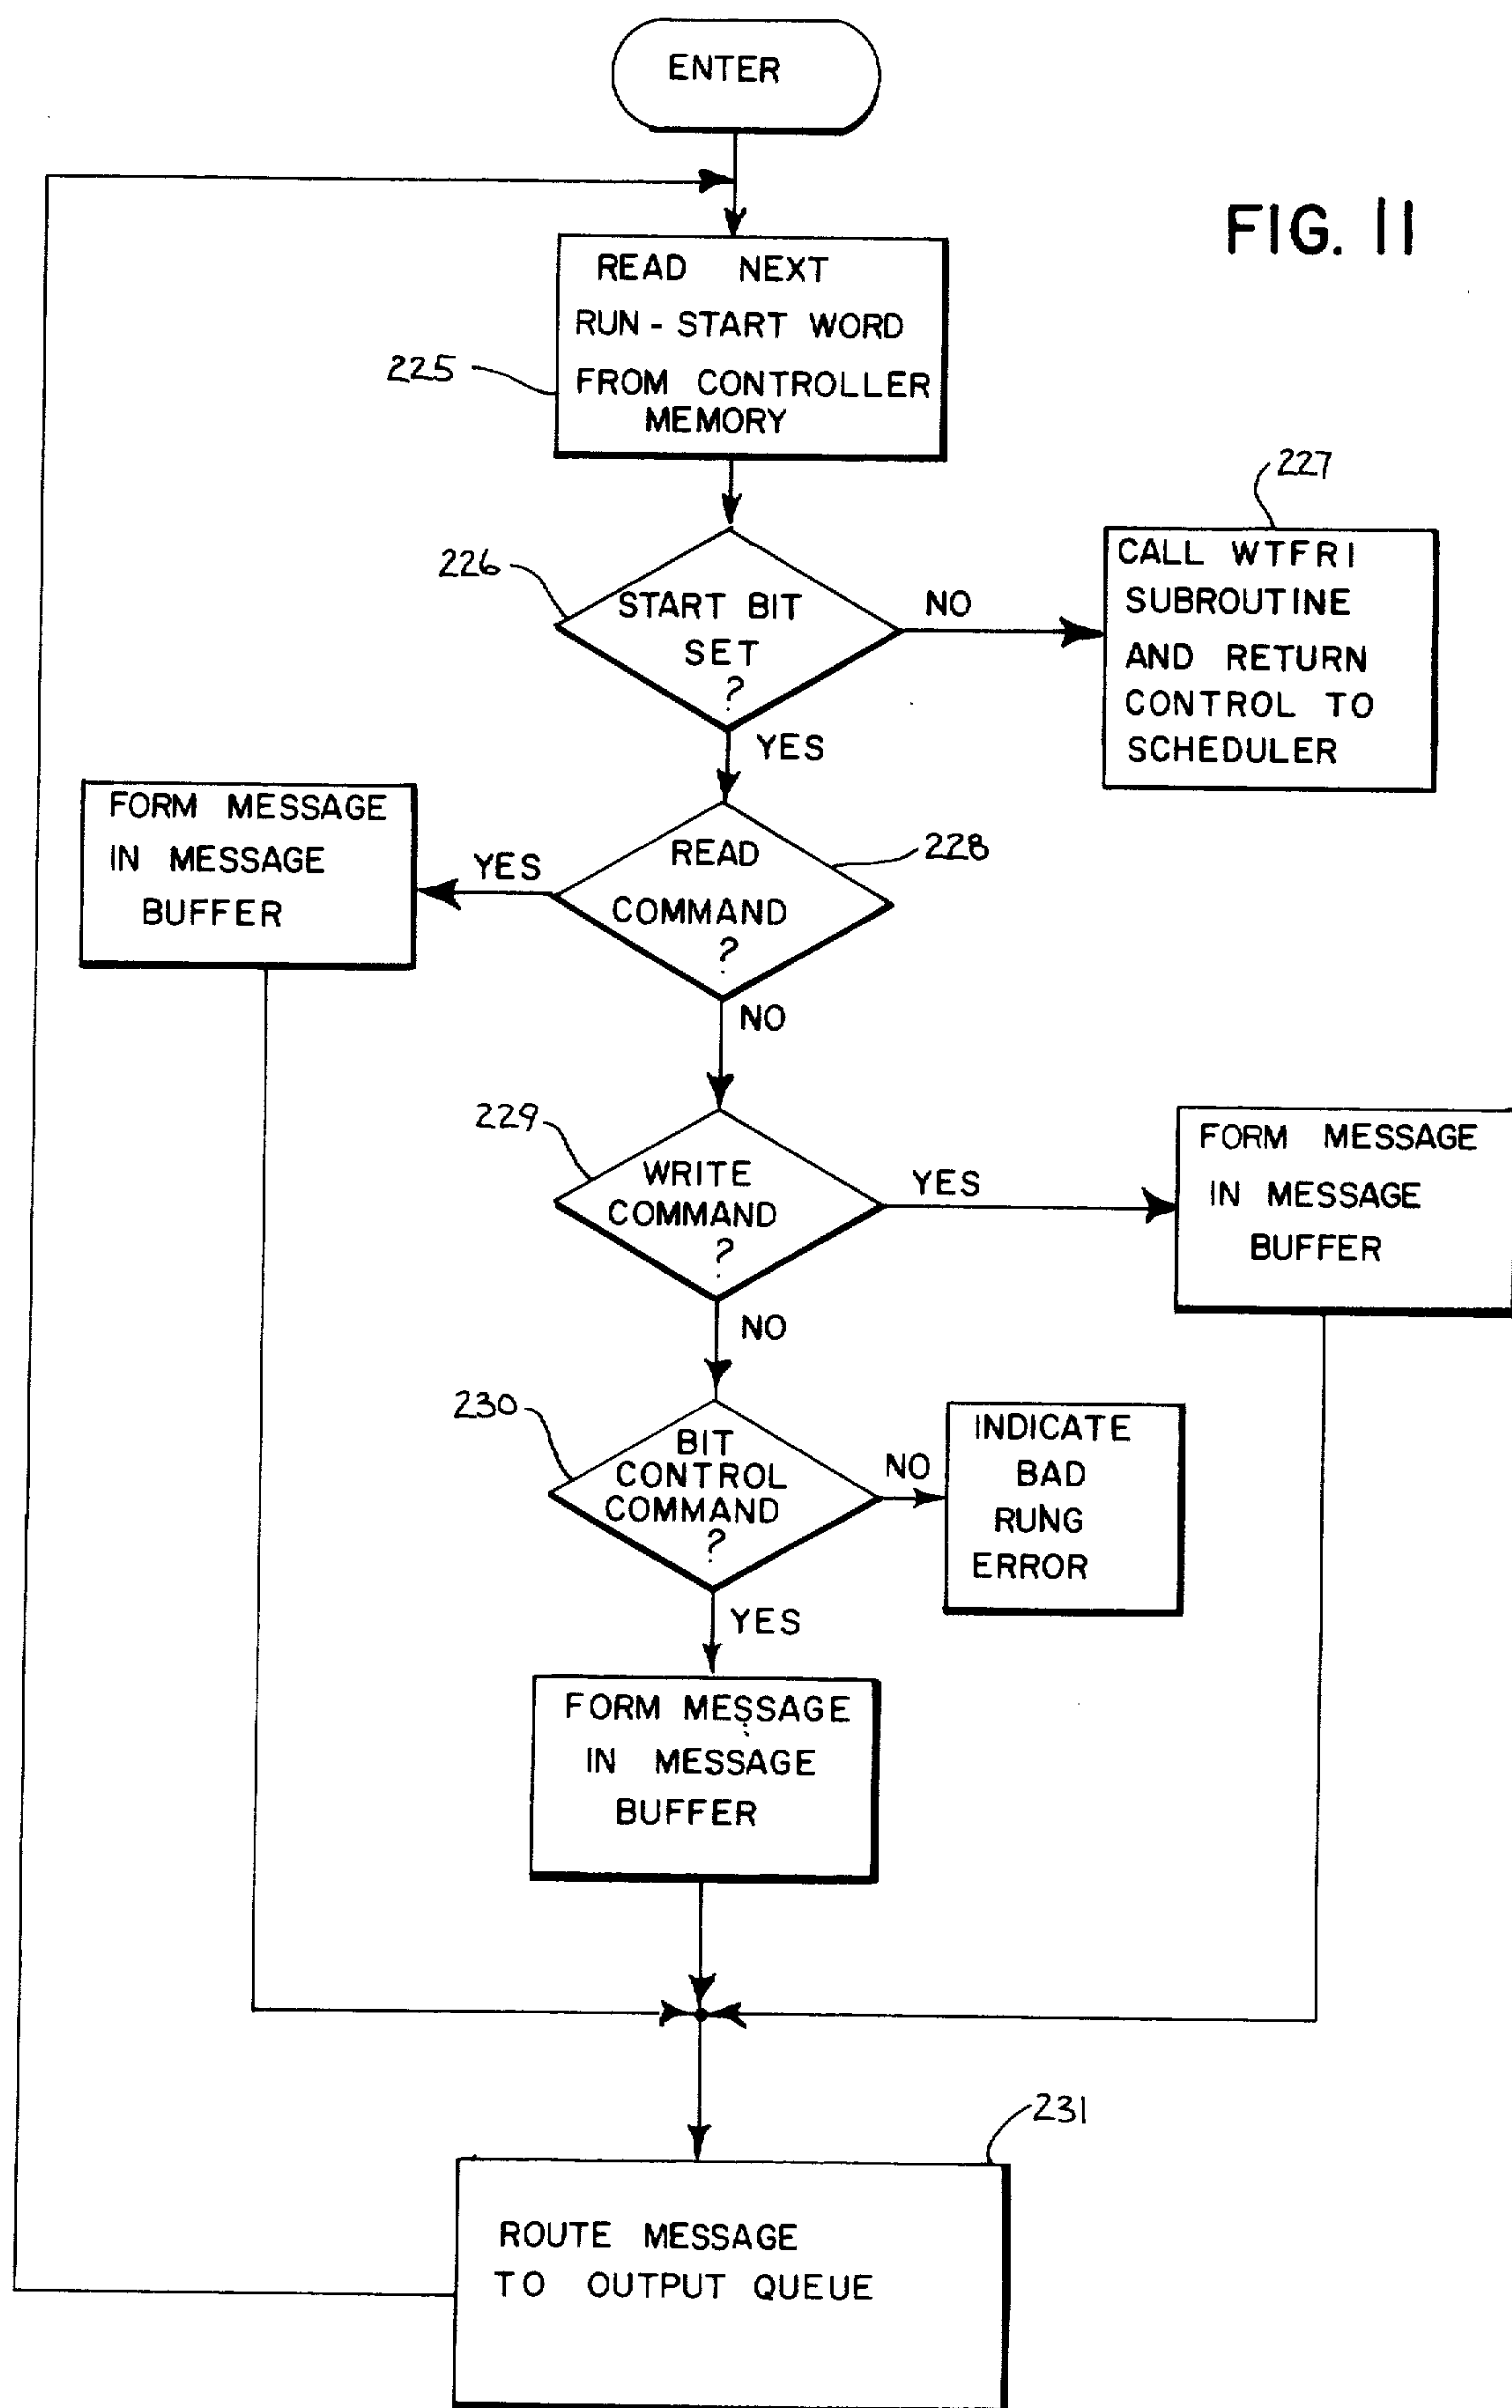 ENTER
FIG. 11
READ NEXT
RUN - START WORD
FROM CONTROLLER
MEMORY
225
227
226
START BIT
SET
?
NO
CALL WTFRI
SUBROUTINE
AND RETURN
CONTROL TO
SCHEDULER
YES
FORM MESSAGE
IN MESSAGE
BUFFER
YES
READ
COMMAND
?
228
NO
229
WRITE
COMMAND
?
YES
FORM MESSAGE
IN MESSAGE
BUFFER
NO
230
BIT
CONTROL
COMMAND
?
NO
INDICATE
BAD
RUNG
ERROR
YES
FORM MESSAGE
IN MESSAGE
BUFFER
231
ROUTE MESSAGE
TO OUTPUT QUEUE